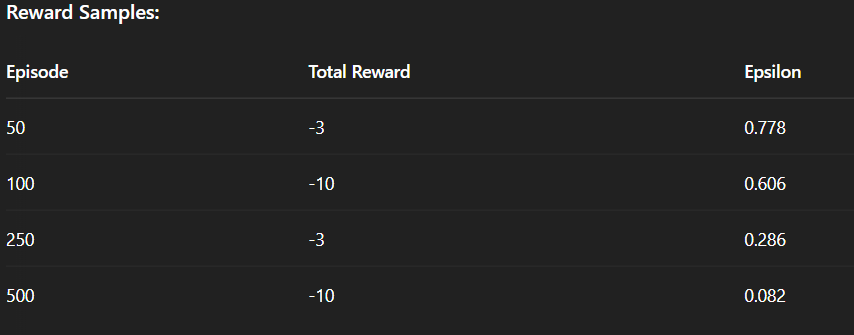 Reward Samples:
Episode Total Reward Epsilon
50 -3 0.778
100 -10 0.606
250 -3 0.286
500 -10 0.082